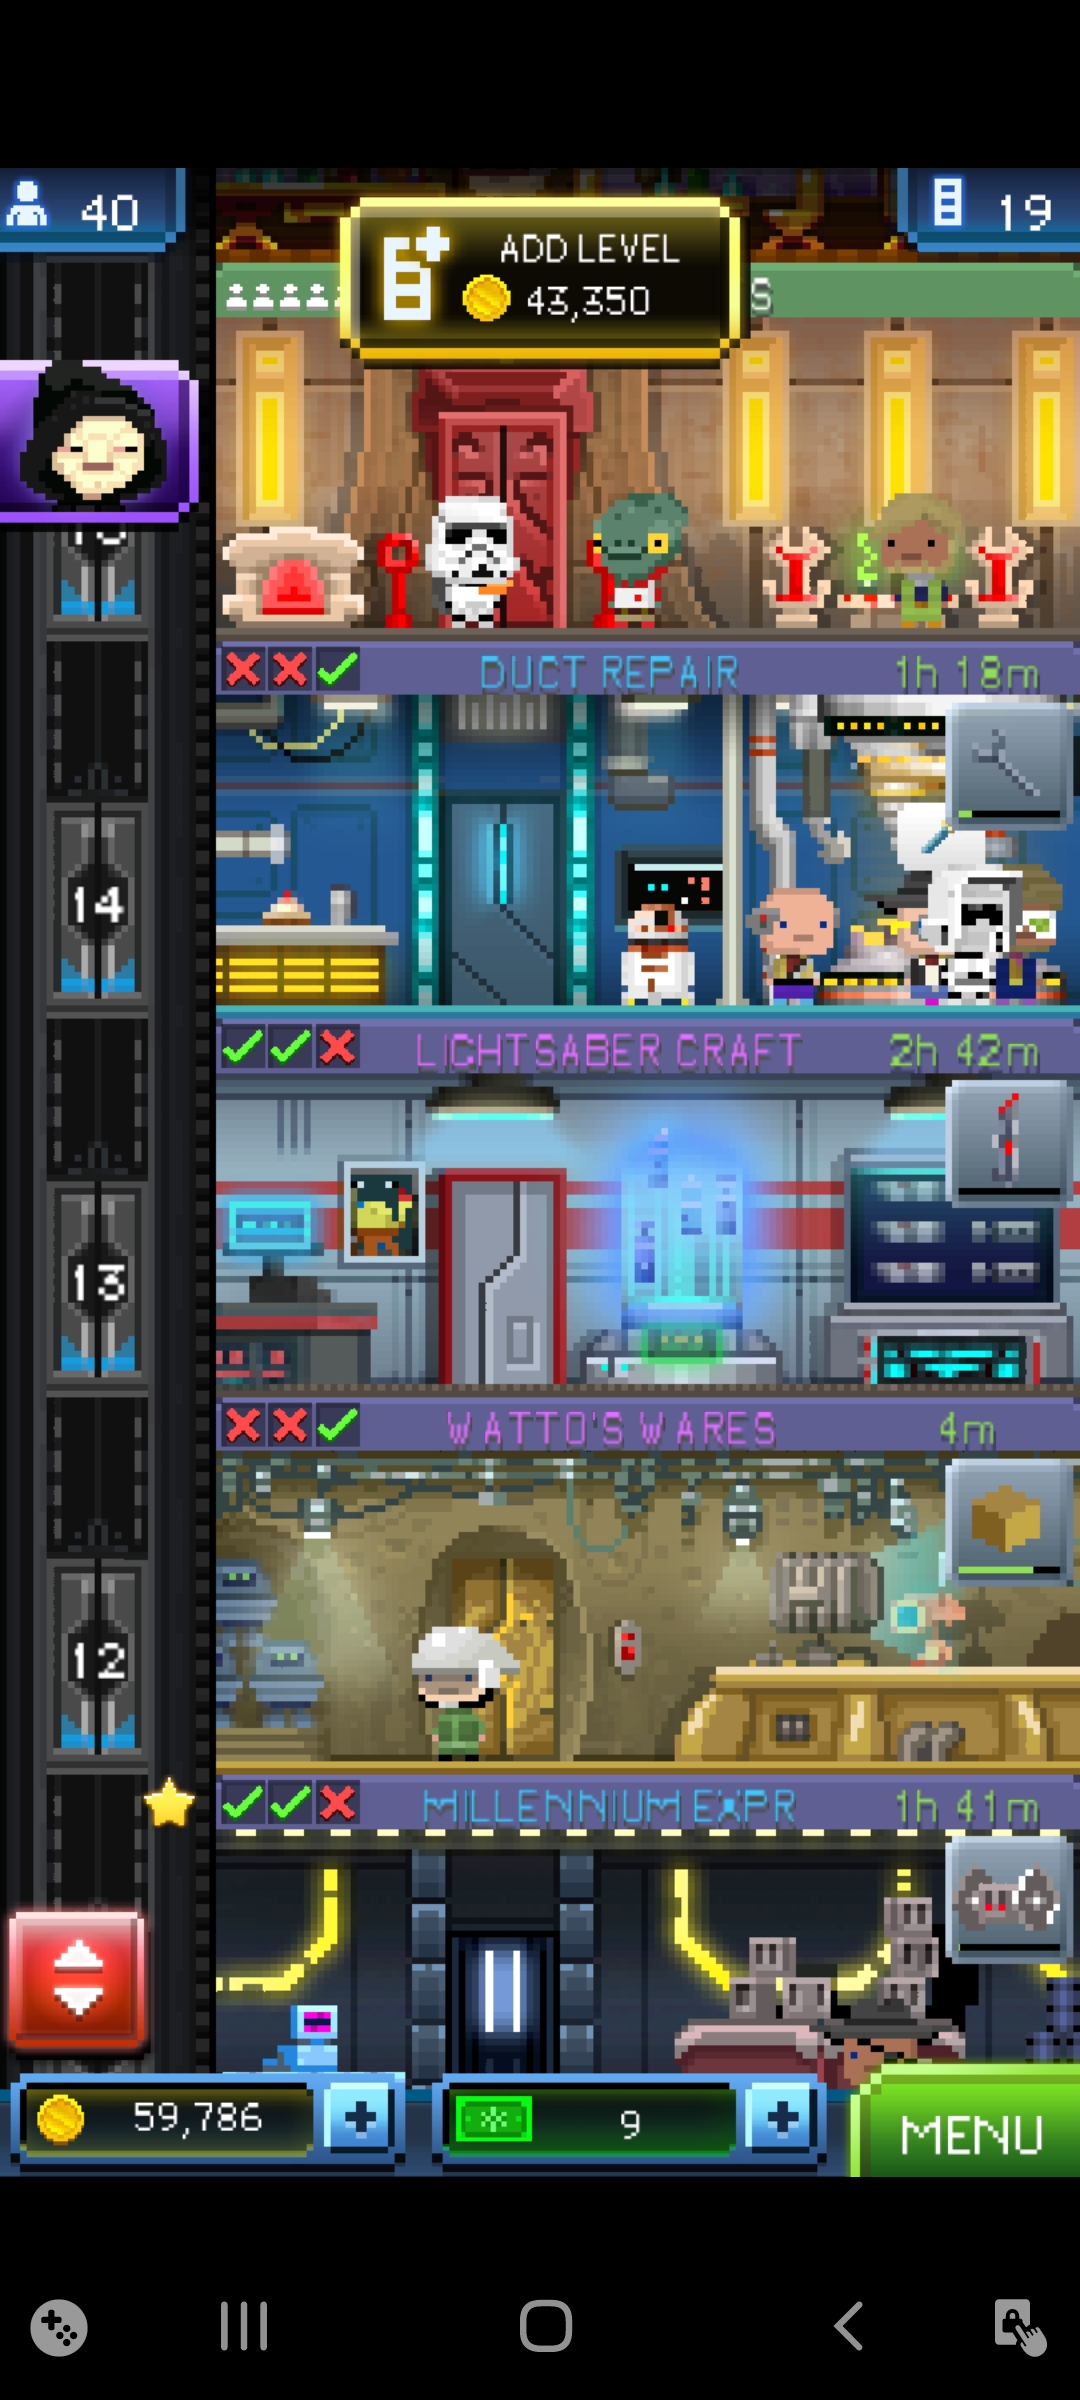 40
ADD LEVEL
43,350
19
S
DUCT REPAIR
1h 18m
14
LIGHTSABER CRAFT
2h 42m
13
WATTO'S WARES
4m
12
MILLENNIUM EXPR
1h 41m
59,786
9
MENU